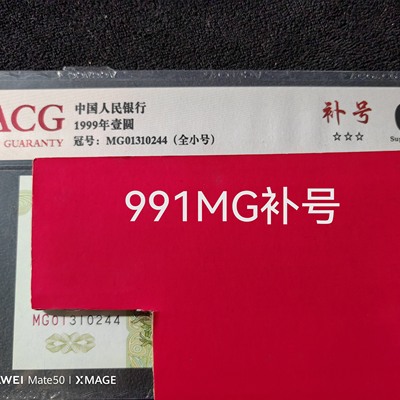 ACG
GUARANTY
中国人民银行
1999年壹圆
冠号：MG01310244（全小号）
补号
☆☆☆
991MG补号
MG01310244
Mate50 | XMAGE